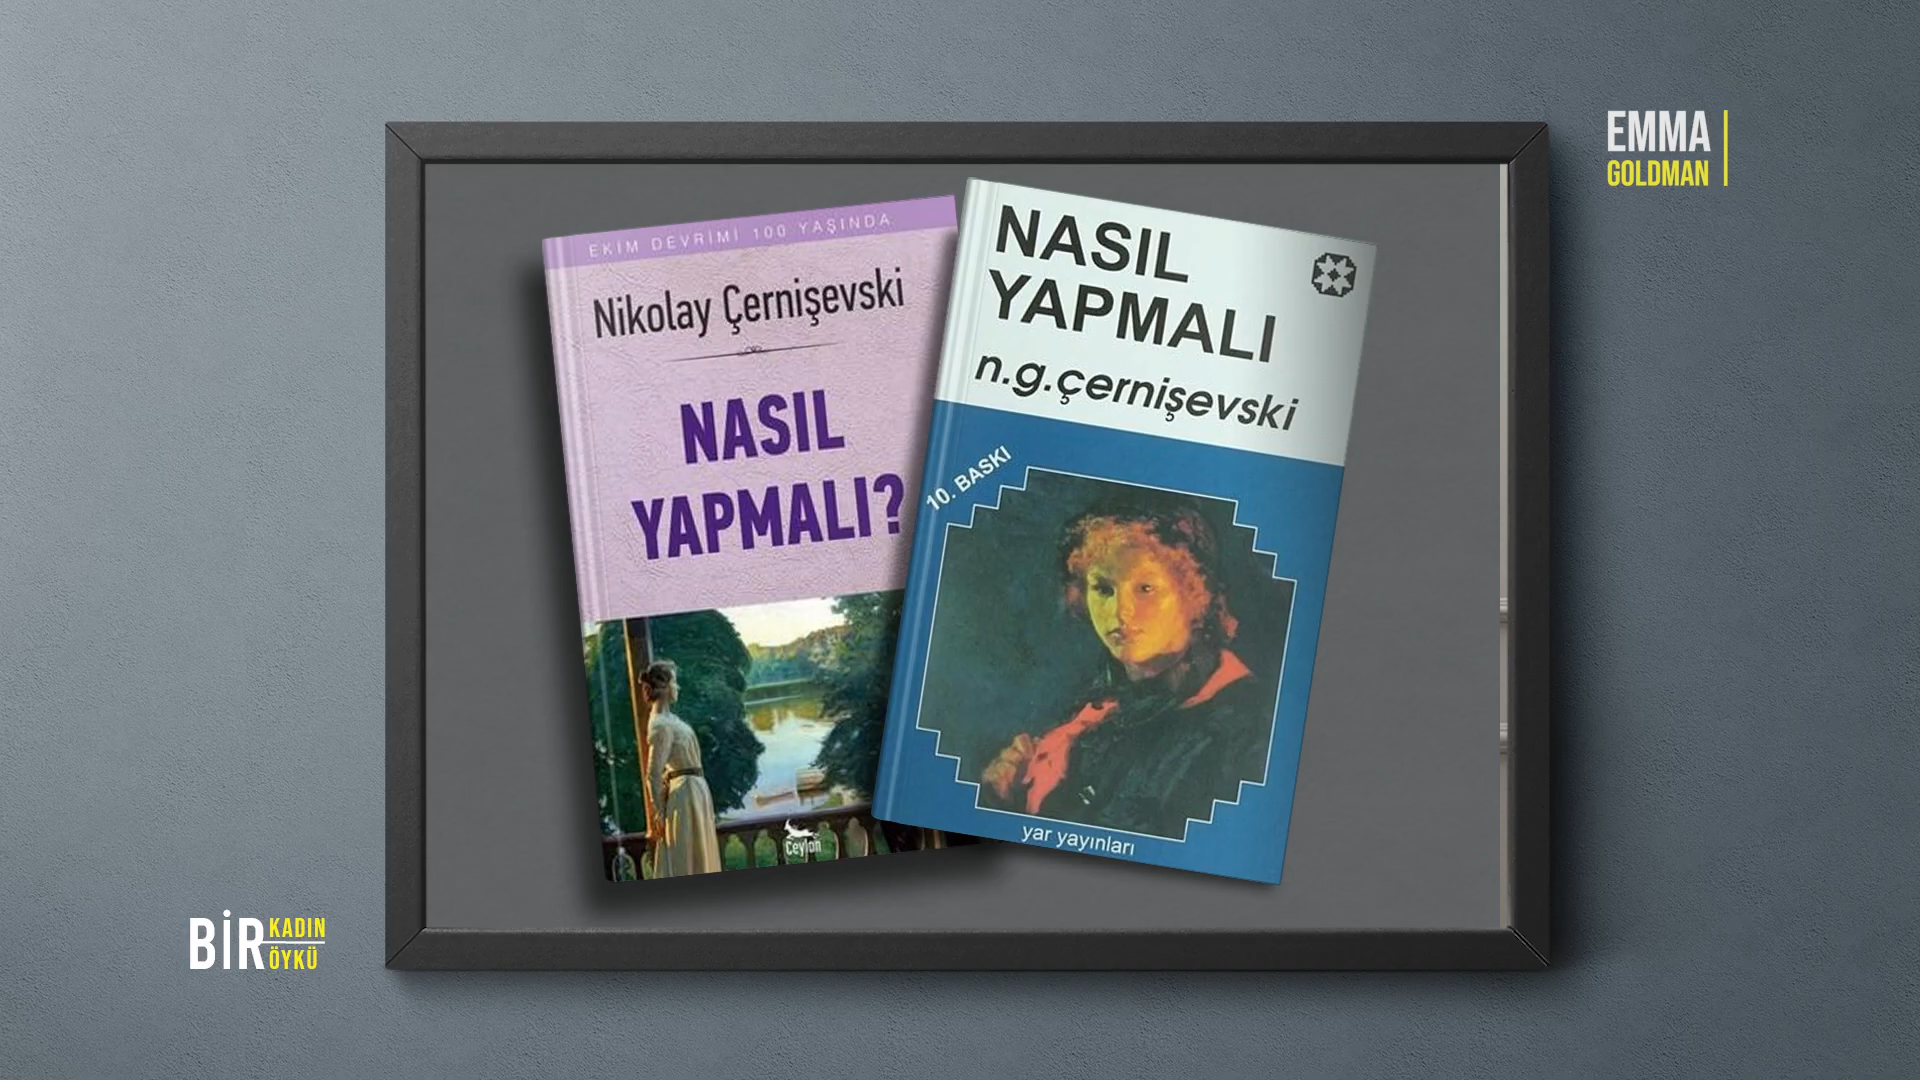 EMMA
GOLDMAN
EKİM DEVRİMİ 100 YAŞINDA
Nikolay Çernişevski
NASIL
YAPMALI?
Ceylan
NASIL
YAPMALI
n.g.çernişevski
10. BASKI
yar yayınları
BİR KADIN
ÖYKÜ